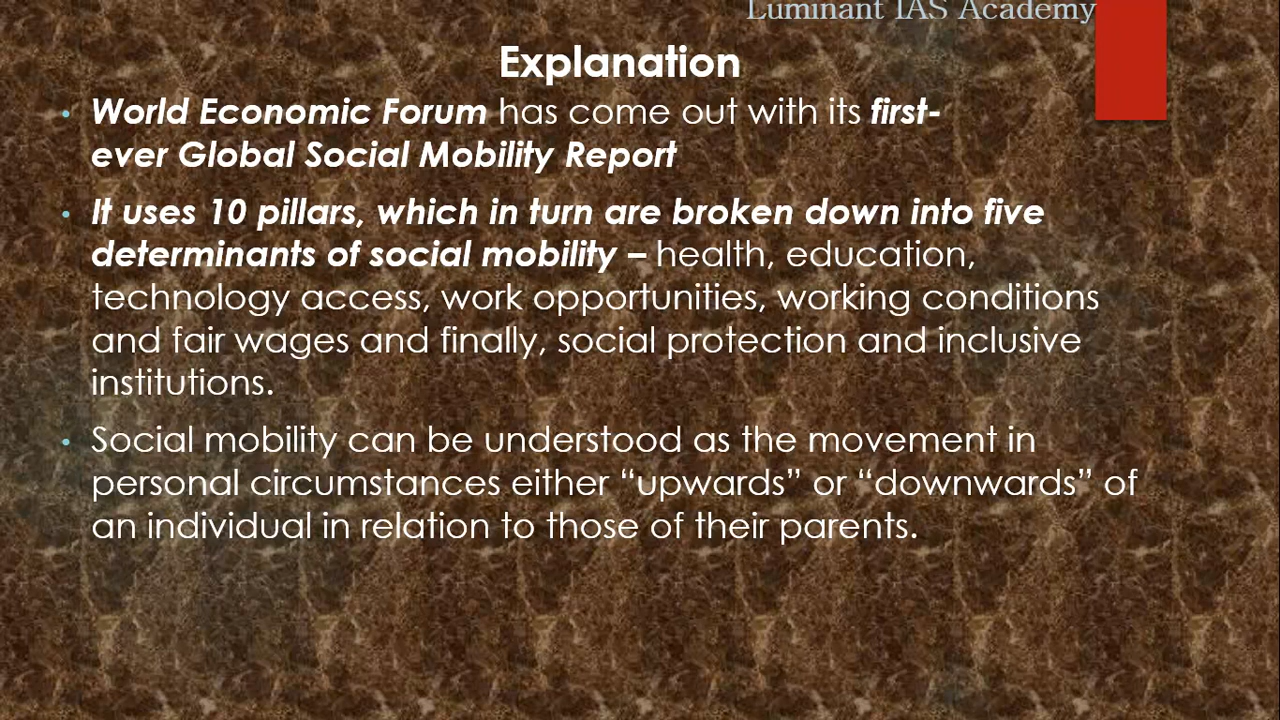 Luminant IAS Academy
Explanation
• World Economic Forum has come out with its first-
ever Global Social Mobility Report
• It uses 10 pillars, which in turn are broken down into five
determinants of social mobility – health, education,
technology access, work opportunities, working conditions
and fair wages and finally, social protection and inclusive
institutions.
• Social mobility can be understood as the movement in
personal circumstances either “upwards” or “downwards” of
an individual in relation to those of their parents.